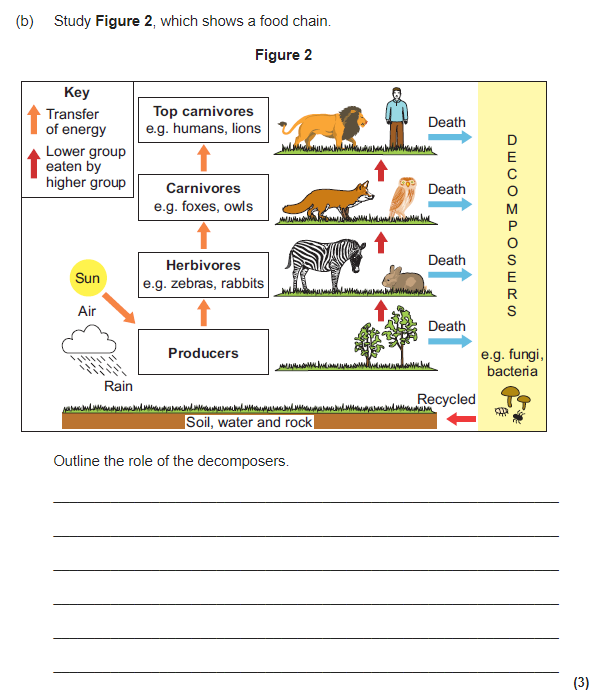 (b) Study Figure 2, which shows a food chain.
Figure 2
Key
Transfer
of energy
Lower group
eaten by
higher group
Top carnivores
e.g. humans, lions
Death
Carnivores
e.g. foxes, owls
Death
Herbivores
e.g. zebras, rabbits
Death
Sun
Air
Rain
Producers
Death
DECOMPOSERS
e.g. fungi,
bacteria
Recycled
Soil, water and rock
Outline the role of the decomposers.
(3)